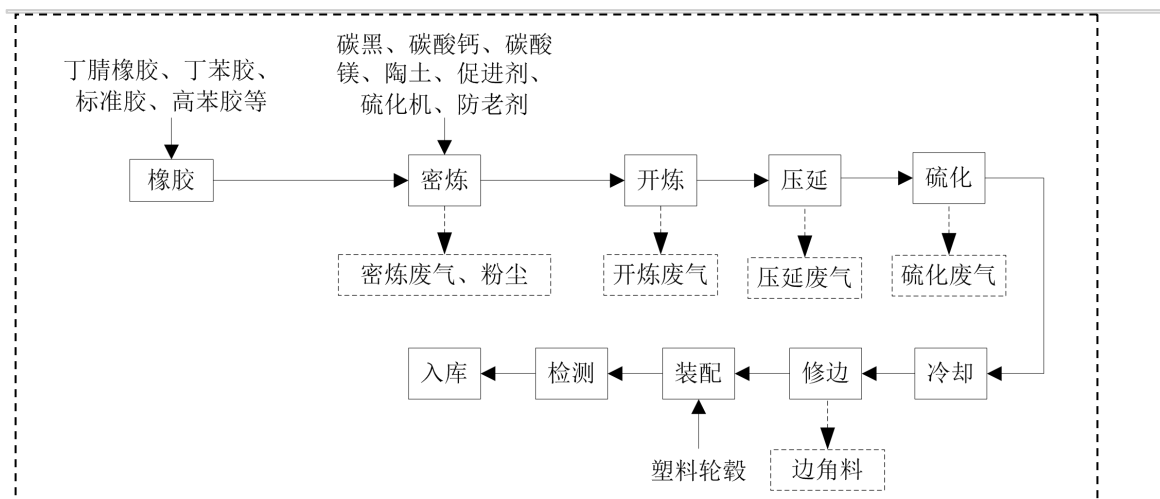 丁腈橡胶、丁苯胶、
标准胶、高苯胶等
碳黑、碳酸钙、碳酸
镁、陶土、促进剂、
硫化机、防老剂
橡胶
密炼
开炼
压延
硫化
密炼废气、粉尘
开炼废气
压延废气
硫化废气
入库
检测
装配
修边
冷却
塑料轮毂
边角料